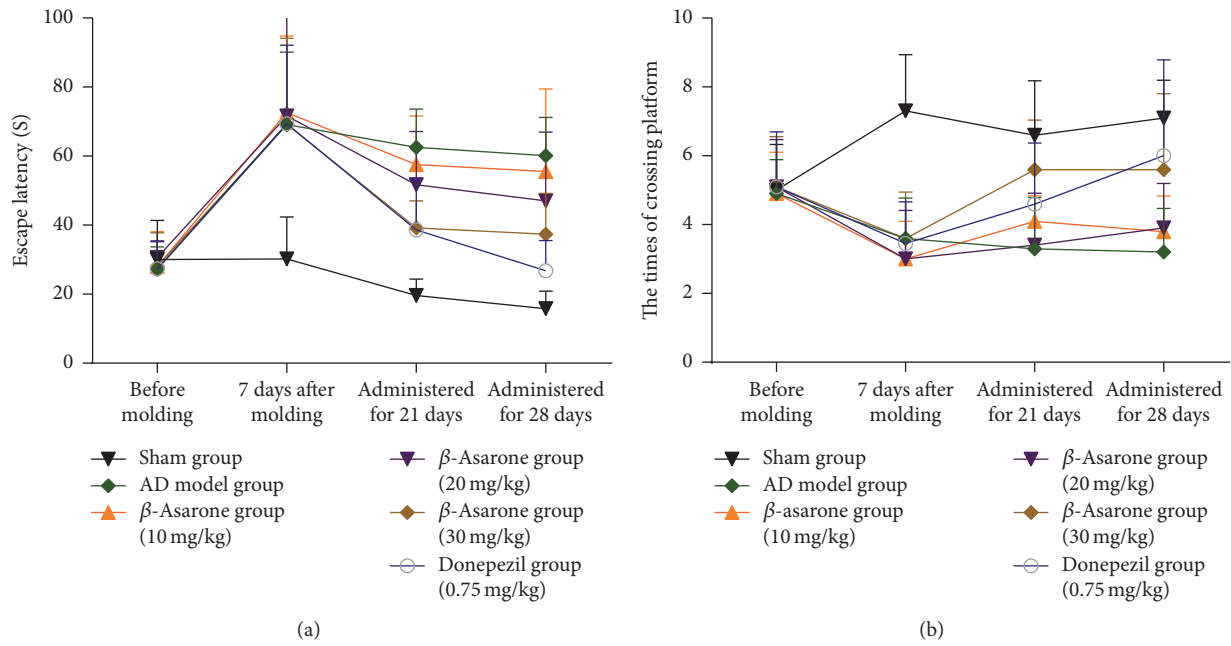 100
80
60
40
20
0
Escape latency (S)
Before
molding
7 days after
molding
Administered
for 21 days
Administered
for 28 days
Sham group
AD model group
β-Asarone group
(10 mg/kg)
β-Asarone group
(20 mg/kg)
β-Asarone group
(30 mg/kg)
Donepezil group
(0.75 mg/kg)
(a)
10
8
6
4
2
0
The times of crossing platform
Before
molding
7 days after
molding
Administered
for 21 days
Administered
for 28 days
Sham group
AD model group
β-asarone group
(10 mg/kg)
β-Asarone group
(20 mg/kg)
β-Asarone group
(30 mg/kg)
Donepezil group
(0.75 mg/kg)
(b)